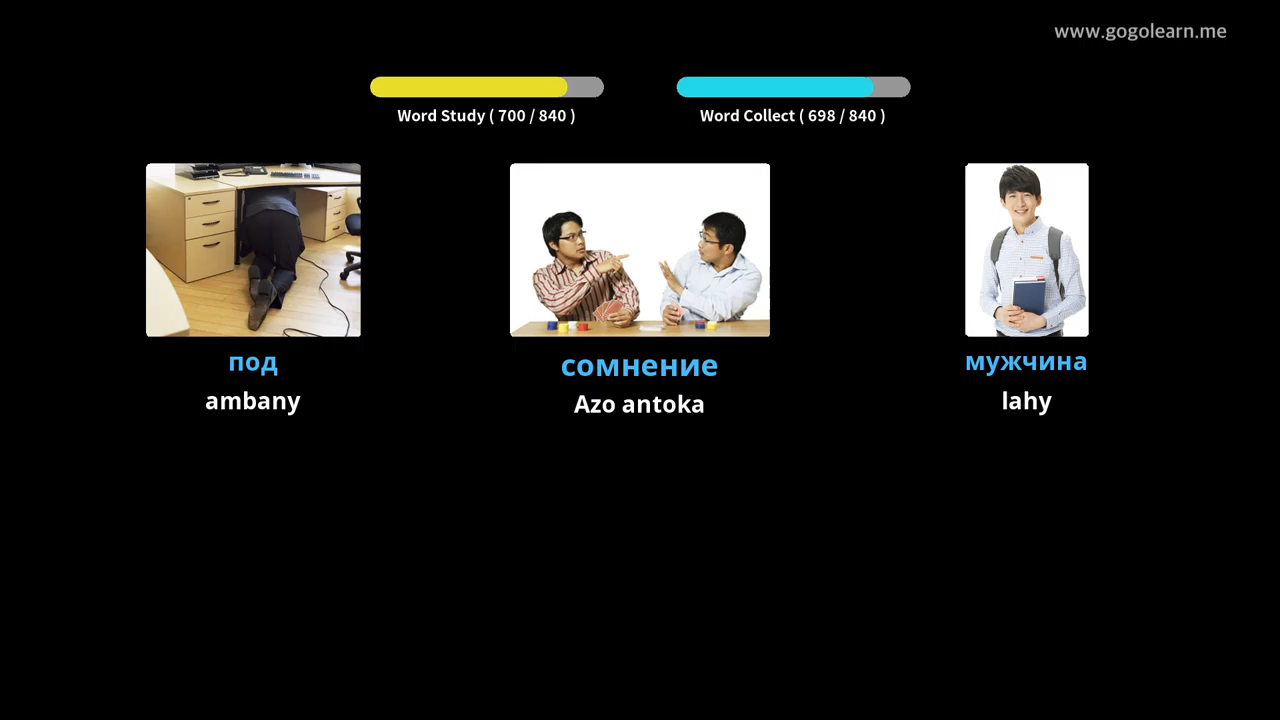 www.gogolearn.me
Word Study ( 700 / 840 )
Word Collect ( 698 / 840 )
под
сомнение
мужчина
ambany
Azo antoka
lahy